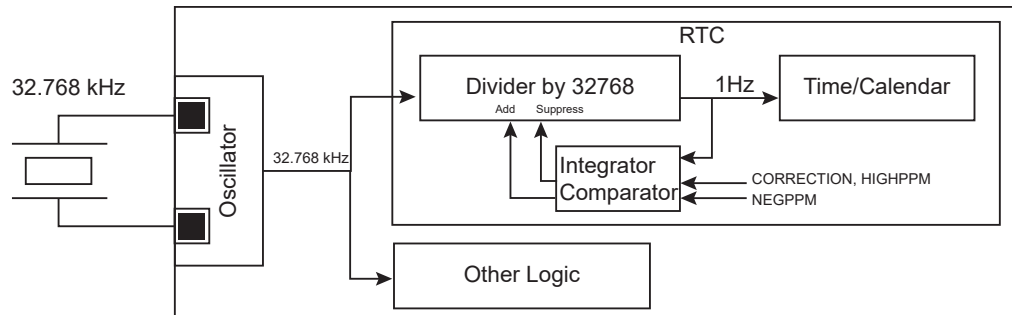 RTC
32.768 kHz
Divider by 32768
Add Suppress
1Hz
Time/Calendar
Oscillator
32.768 kHz
Integrator
Comparator
CORRECTION, HIGHPPM
NEGPPM
Other Logic